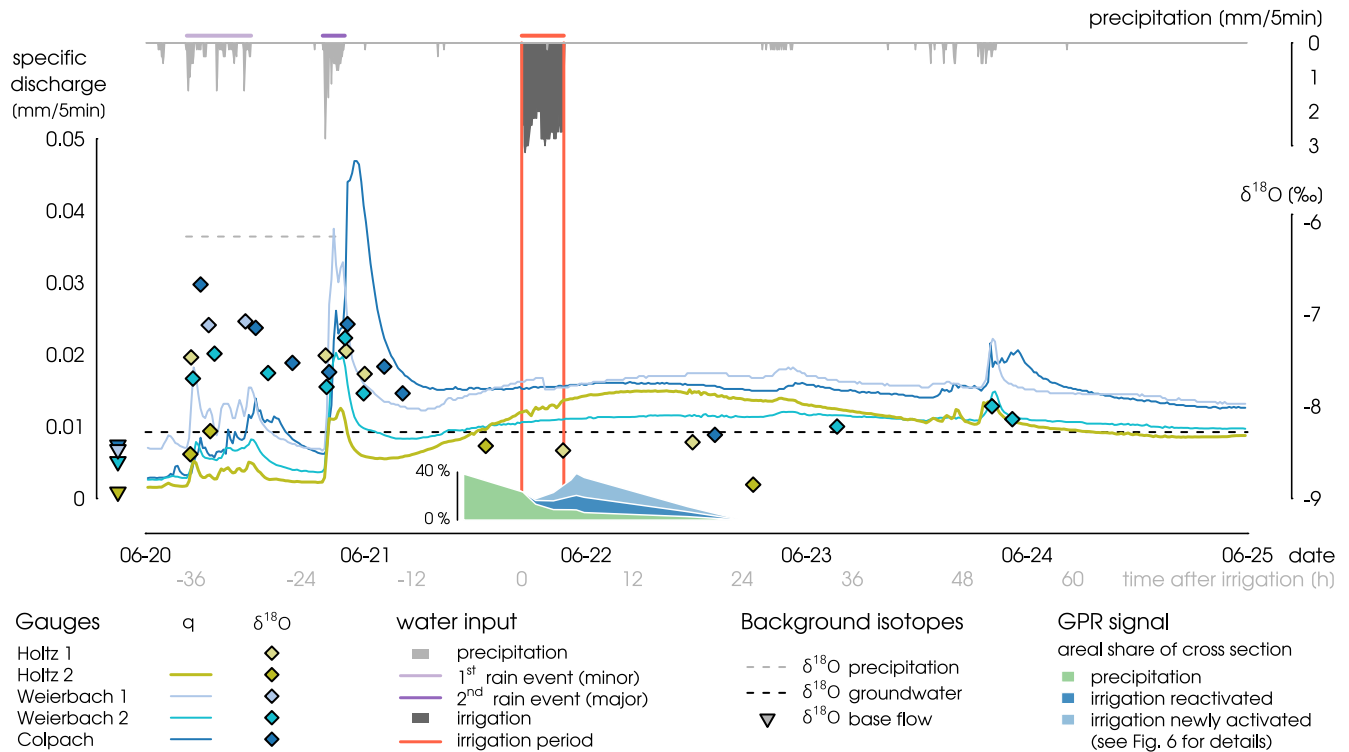 precipitation [mm/5min]
specific
discharge
[mm/5min]
0
1
2
3
0.05
0.04
0.03
0.02
0.01
0
δ18O [‰]
-6
-7
-8
-9
40 %
0 %
06-20 06-21 06-22 06-23 06-24 06-25 date
-36 -24 -12 0 12 24 36 48 60 time after irrigation [h]
Gauges q δ18O
Holtz 1
Holtz 2
Weierbach 1
Weierbach 2
Colpach
water input
precipitation
1st rain event (minor)
2nd rain event (major)
irrigation
irrigation period
Background isotopes
δ18O precipitation
δ18O groundwater
δ18O base flow
GPR signal
areal share of cross section
precipitation
irrigation reactivated
irrigation newly activated
(see Fig. 6 for details)